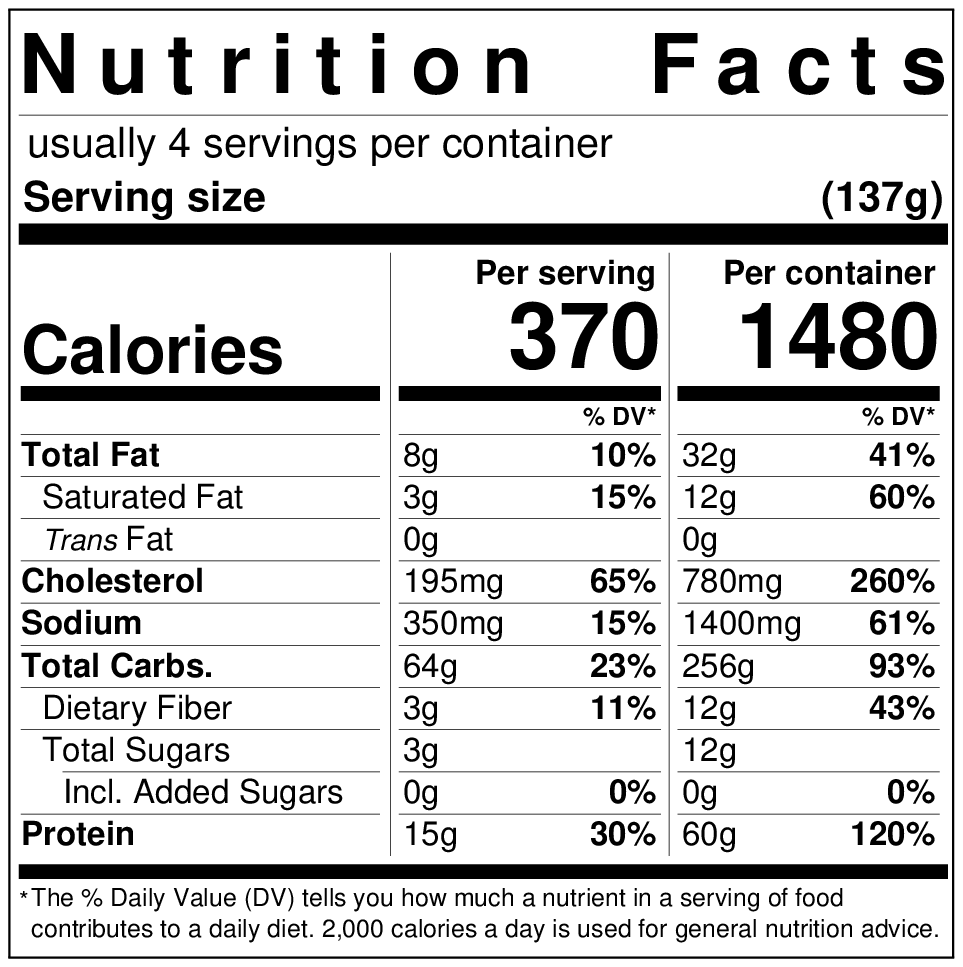 Nutrition Facts
usually 4 servings per container
Serving size (137g)
Per serving Per container
Calories 370 1480
% DV* % DV*
Total Fat 8g 10% 32g 41%
Saturated Fat 3g 15% 12g 60%
Trans Fat 0g 0g
Cholesterol 195mg 65% 780mg 260%
Sodium 350mg 15% 1400mg 61%
Total Carbs. 64g 23% 256g 93%
Dietary Fiber 3g 11% 12g 43%
Total Sugars 3g 12g
Incl. Added Sugars 0g 0% 0g 0%
Protein 15g 30% 60g 120%
*The % Daily Value (DV) tells you how much a nutrient in a serving of food
contributes to a daily diet. 2,000 calories a day is used for general nutrition advice.